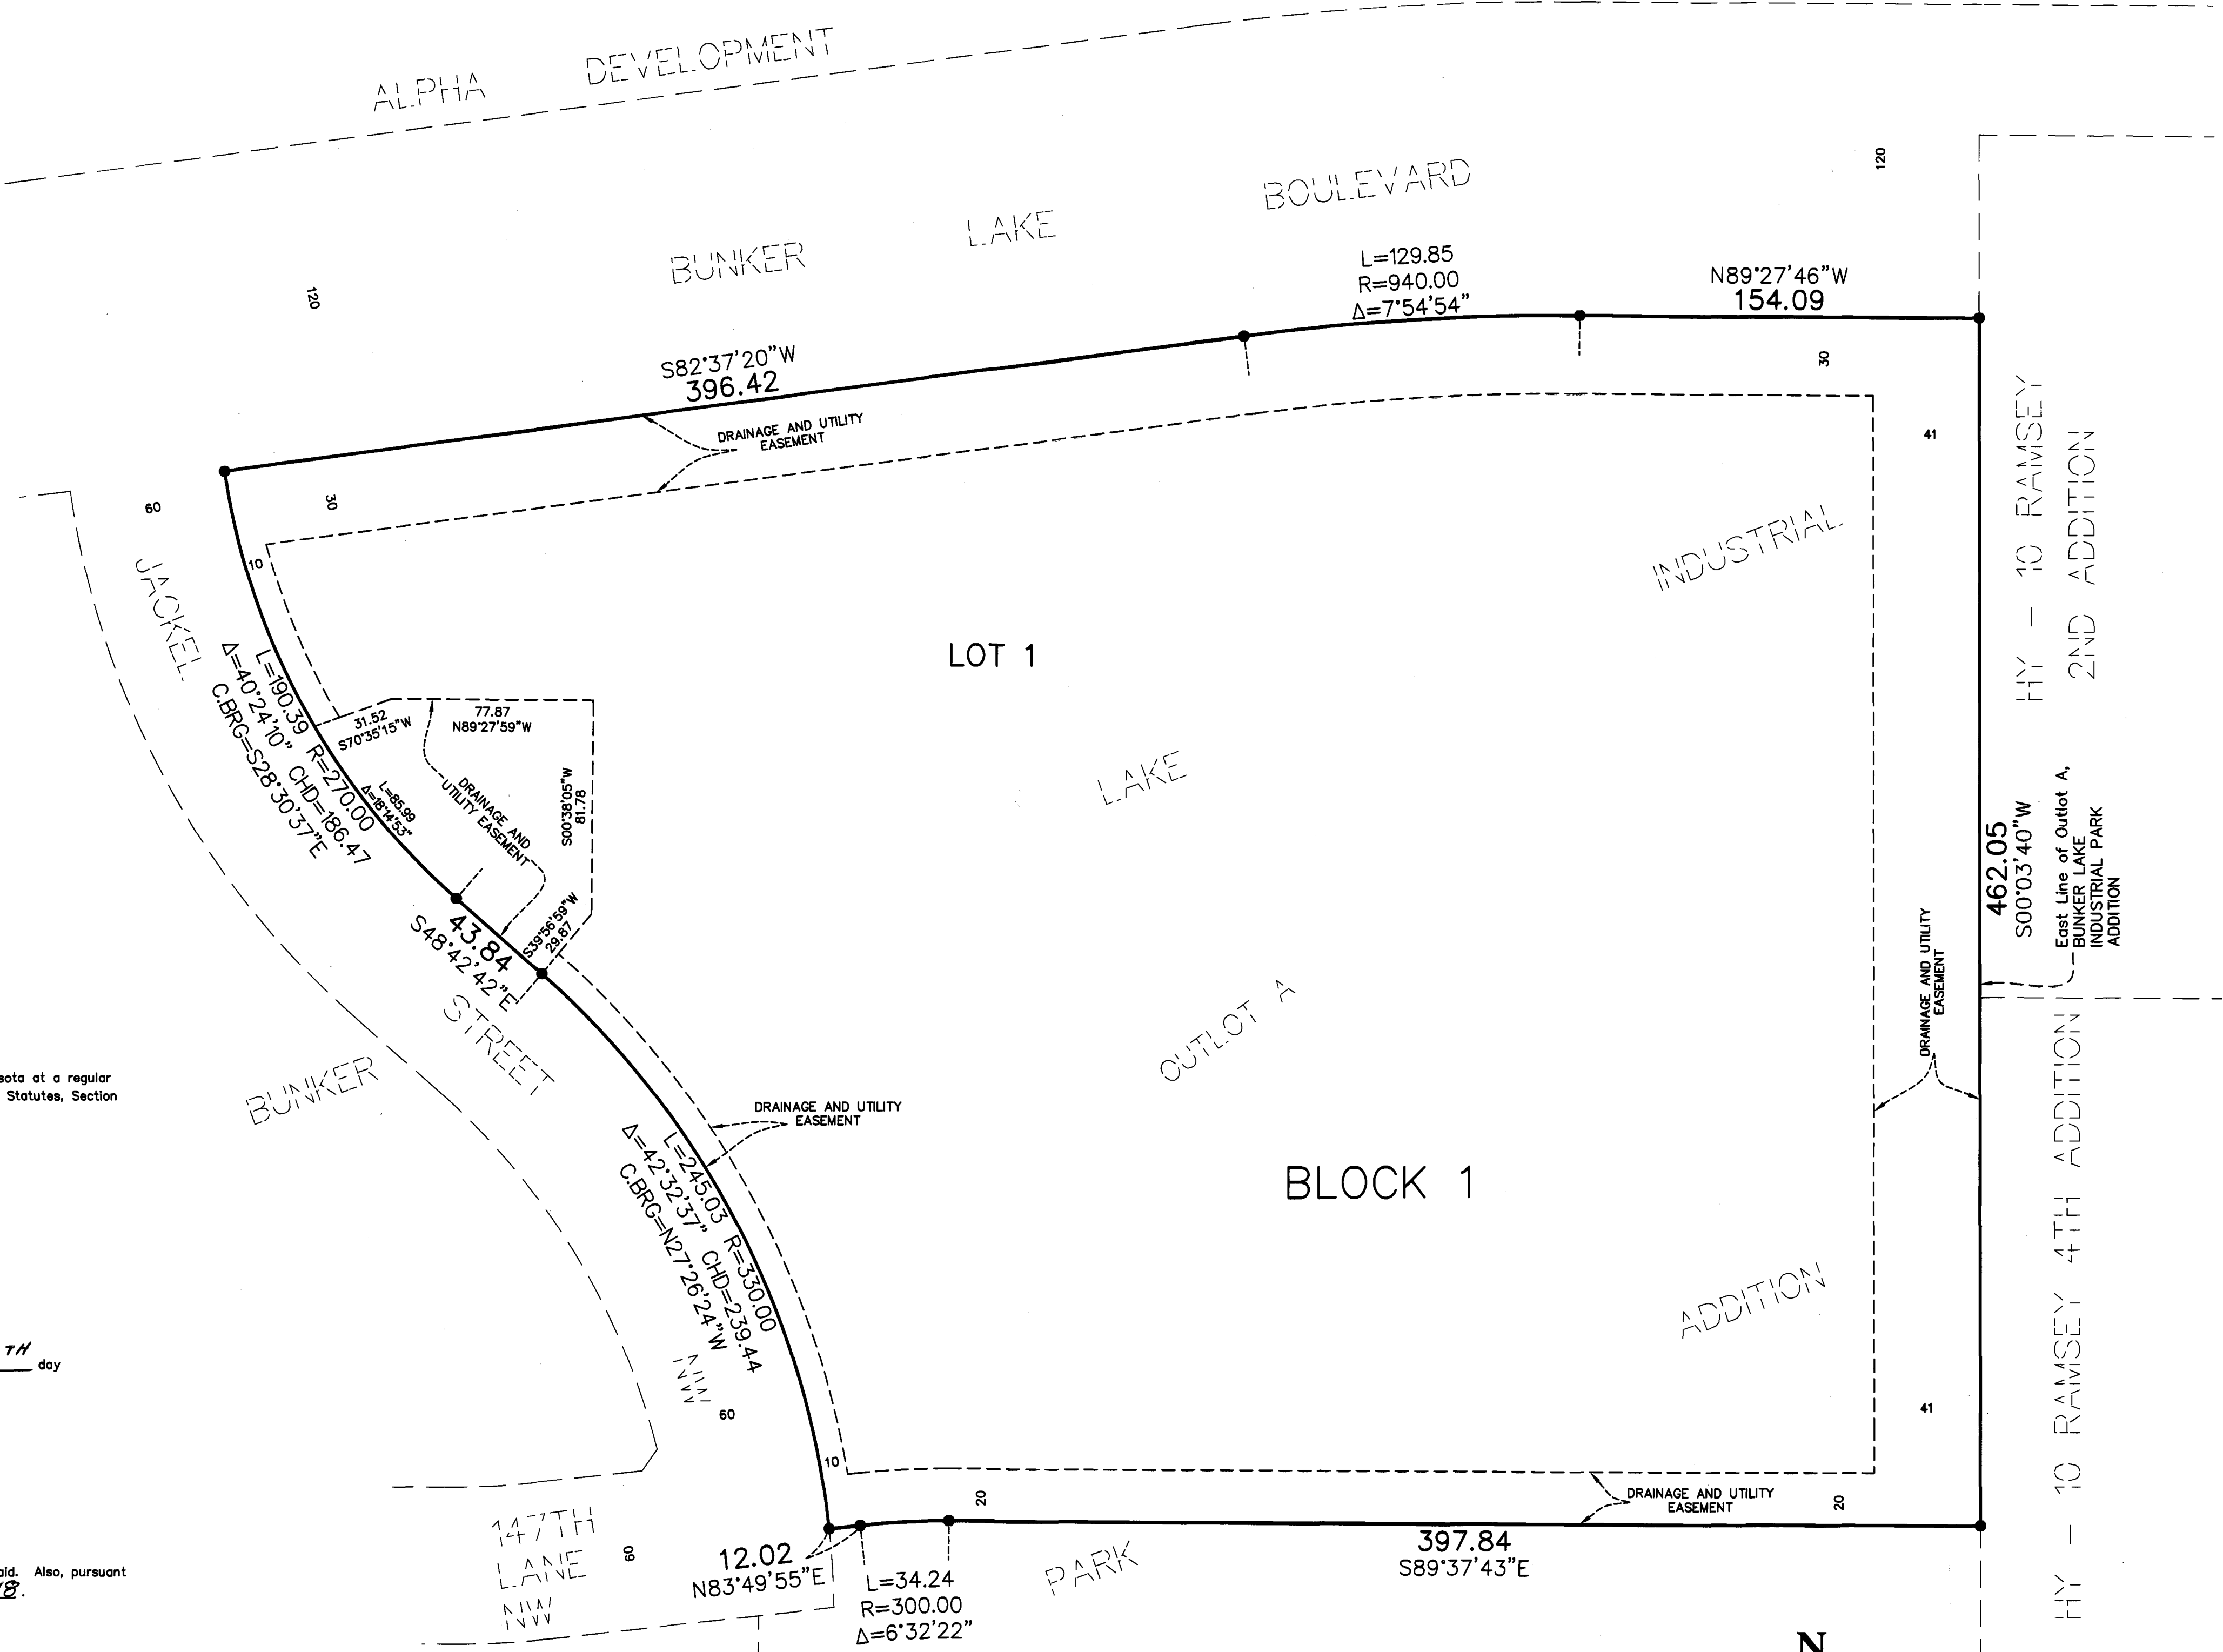 ALPHA DEVELOPMENT
BUNKER LAKE BOULEVARD
120
120
L=129.85
R=940.00
Δ=7°54'54"
N89°27'46"W
154.09
S82°37'20"W
396.42
DRAINAGE AND UTILITY
EASEMENT
30
30
41
60
10
JACKEL
STREET
NW
L=190.39 R=270.00
Δ=40°24'10" CHD=186.47
C.BRG=S28°30'37"E
31.52
S70°35'15"W
77.87
N89°27'59"W
L=85.99
Δ=18°14'53"
DRAINAGE AND
UTILITY EASEMENT
S00°38'05"W
81.78
S39°56'59"W
29.87
43.84
S48°42'42"E
LOT 1
INDUSTRIAL
LAKE
OUTLOT A
BUNKER
BLOCK 1
ADDITION
PARK
HY - 10 RAMSEY
2ND ADDITION
462.05
S00°03'40"W
East Line of Outlot A,
BUNKER LAKE
INDUSTRIAL PARK
ADDITION
DRAINAGE AND UTILITY
EASEMENT
HY - 10 RAMSEY 4TH ADDITION
DRAINAGE AND UTILITY
EASEMENT
L=245.03 R=330.00
Δ=42°32'37" CHD=239.44
C.BRG=N27°26'24"W
60
10
41
20
20
DRAINAGE AND UTILITY
EASEMENT
397.84
S89°37'43"E
12.02
N83°49'55"E
L=34.24
R=300.00
Δ=6°32'22"
147TH
LANE
NW
60
sota at a regular
Statutes, Section
TH
day
aid. Also, pursuant
8.
N